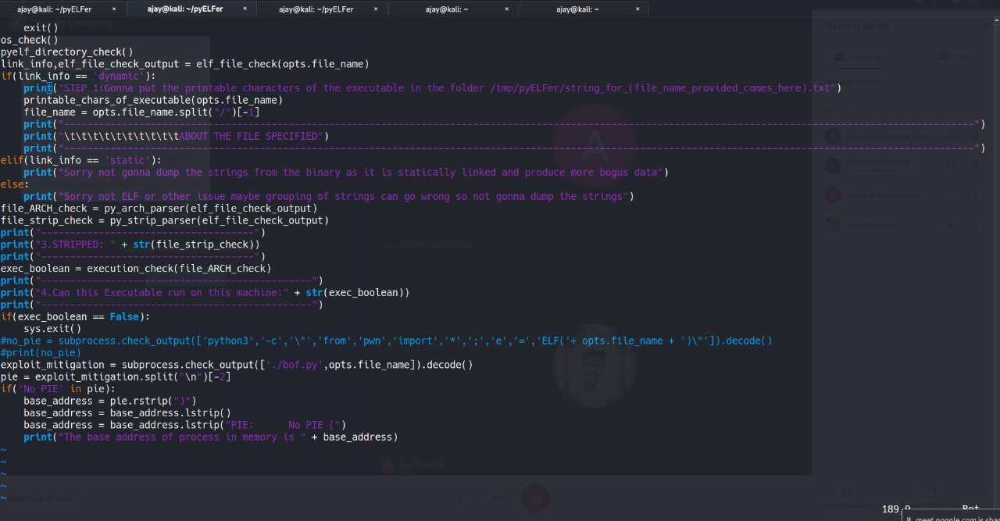 ajay@kali: ~/pyELFer × ajay@kali: ~/pyELFer × ajay@kali: ~/pyELFer × ajay@kali: ~ × ajay@kali: ~ ×
    exit()
os_check()
pyelf_directory_check()
link_info,elf_file_check_output = elf_file_check(opts.file_name)
if(link_info == 'dynamic'):
    print("STEP 1:Gonna put the printable characters of the executable in the folder /tmp/pyELFer/string_for_(file_name_provided_comes_here).txt")
    printable_chars_of_executable(opts.file_name)
    file_name = opts.file_name.split("/")[-1]
    print("----------------------------------------------------------------------------------------------------------------------------------------------------------------")
    print("\t\t\t\t\t\t\t\t\t\tABOUT THE FILE SPECIFIED")
    print("----------------------------------------------------------------------------------------------------------------------------------------------------------------")
elif(link_info == 'static'):
    print("Sorry not gonna dump the strings from the binary as it is statically linked and produce more bogus data")
else:
    print("Sorry not ELF or other issue maybe grouping of strings can go wrong so not gonna dump the strings")
file_ARCH_check = py_arch_parser(elf_file_check_output)
file_strip_check = py_strip_parser(elf_file_check_output)
print("-------------------------------------")
print("3.STRIPPED: " + str(file_strip_check))
print("-------------------------------------")
exec_boolean = execution_check(file_ARCH_check)
print("-----------------------------------------------")
print("4.Can this Executable run on this machine:" + str(exec_boolean))
print("-----------------------------------------------")
if(exec_boolean == False):
    sys.exit()
#no_pie = subprocess.check_output(['python3','-c','\"','from','pwn','import','*',';','e','=','ELF('+ opts.file_name + ')\"']).decode()
#print(no_pie)
exploit_mitigation = subprocess.check_output(['./bof.py',opts.file_name]).decode()
pie = exploit_mitigation.split("\n")[-2]
if('No PIE' in pie):
    base_address = pie.rstrip(")")
    base_address = base_address.lstrip()
    base_address = base_address.lstrip("PIE:      No PIE (")
    print("The base address of process in memory is " + base_address)
~
~
~
~
~
Meeting details
A
Meeting details
189,9 Bot
meet.google.com is